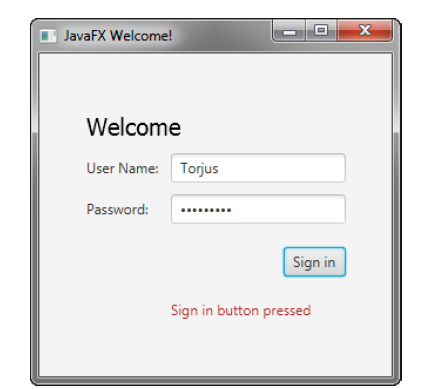 JavaFX Welcome!
Welcome
User Name: Torjus
Password: •••••••••
Sign in
Sign in button pressed